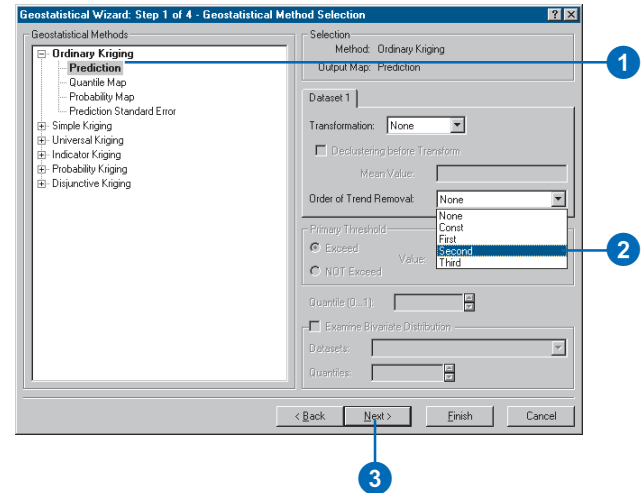 Geostatistical Wizard: Step 1 of 4 - Geostatistical Method Selection
Geostatistical Methods
Ordinary Kriging
Prediction
Quantile Map
Probability Map
Prediction Standard Error
Simple Kriging
Universal Kriging
Indicator Kriging
Probability Kriging
Disjunctive Kriging
Selection
Method: Ordinary Kriging
Output Map: Prediction
1
Dataset 1
Transformation: None
Declustering before Transform
Mean Value:
Order of Trend Removal: None
None
Const
First
Second
Third
2
Primary Threshold
Exceed
Value:
NOT Exceed
Quantile (0...1):
Examine Bivariate Distribution
Datasets:
Quantiles:
< Back
Next >
Finish
Cancel
3